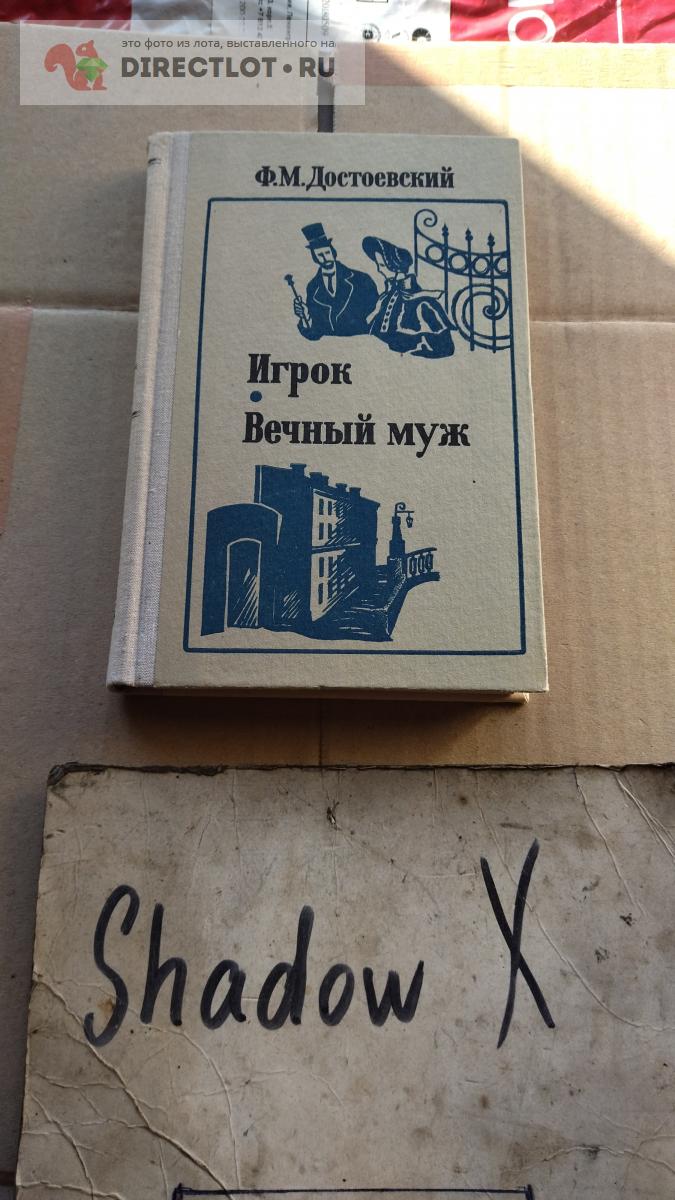 это фото из лота, выставленного на
DIRECTLOT•RU
Ф.М.Достоевский
Игрок
•
Вечный муж
Shadow X